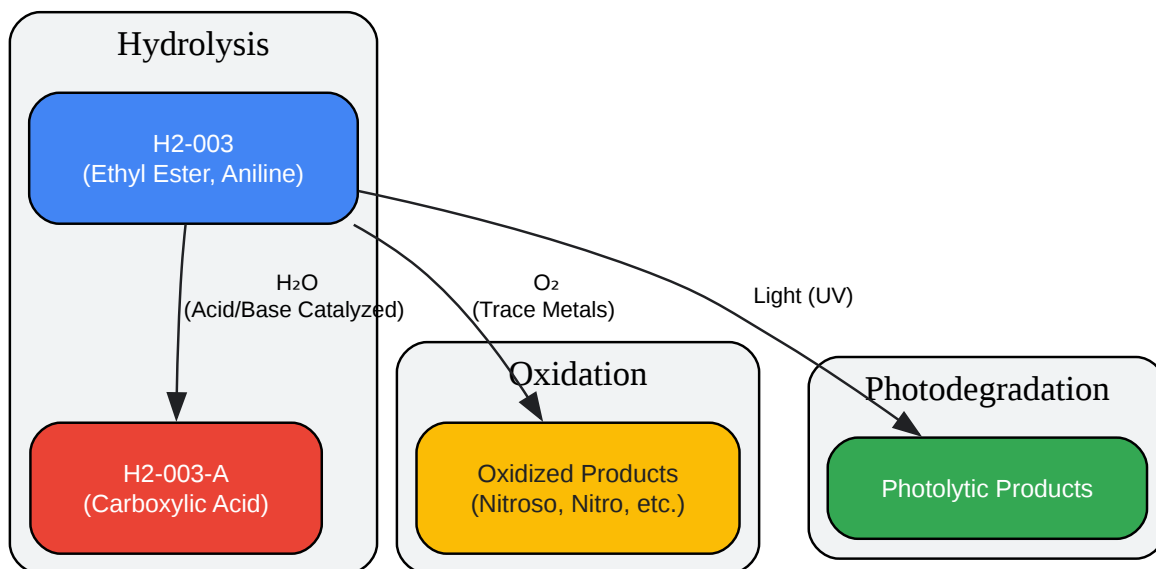 Hydrolysis
H2-003
(Ethyl Ester, Aniline)
H₂O
(Acid/Base Catalyzed)
O₂
(Trace Metals)
Light (UV)
Oxidation
Photodegradation
H2-003-A
(Carboxylic Acid)
Oxidized Products
(Nitroso, Nitro, etc.)
Photolytic Products